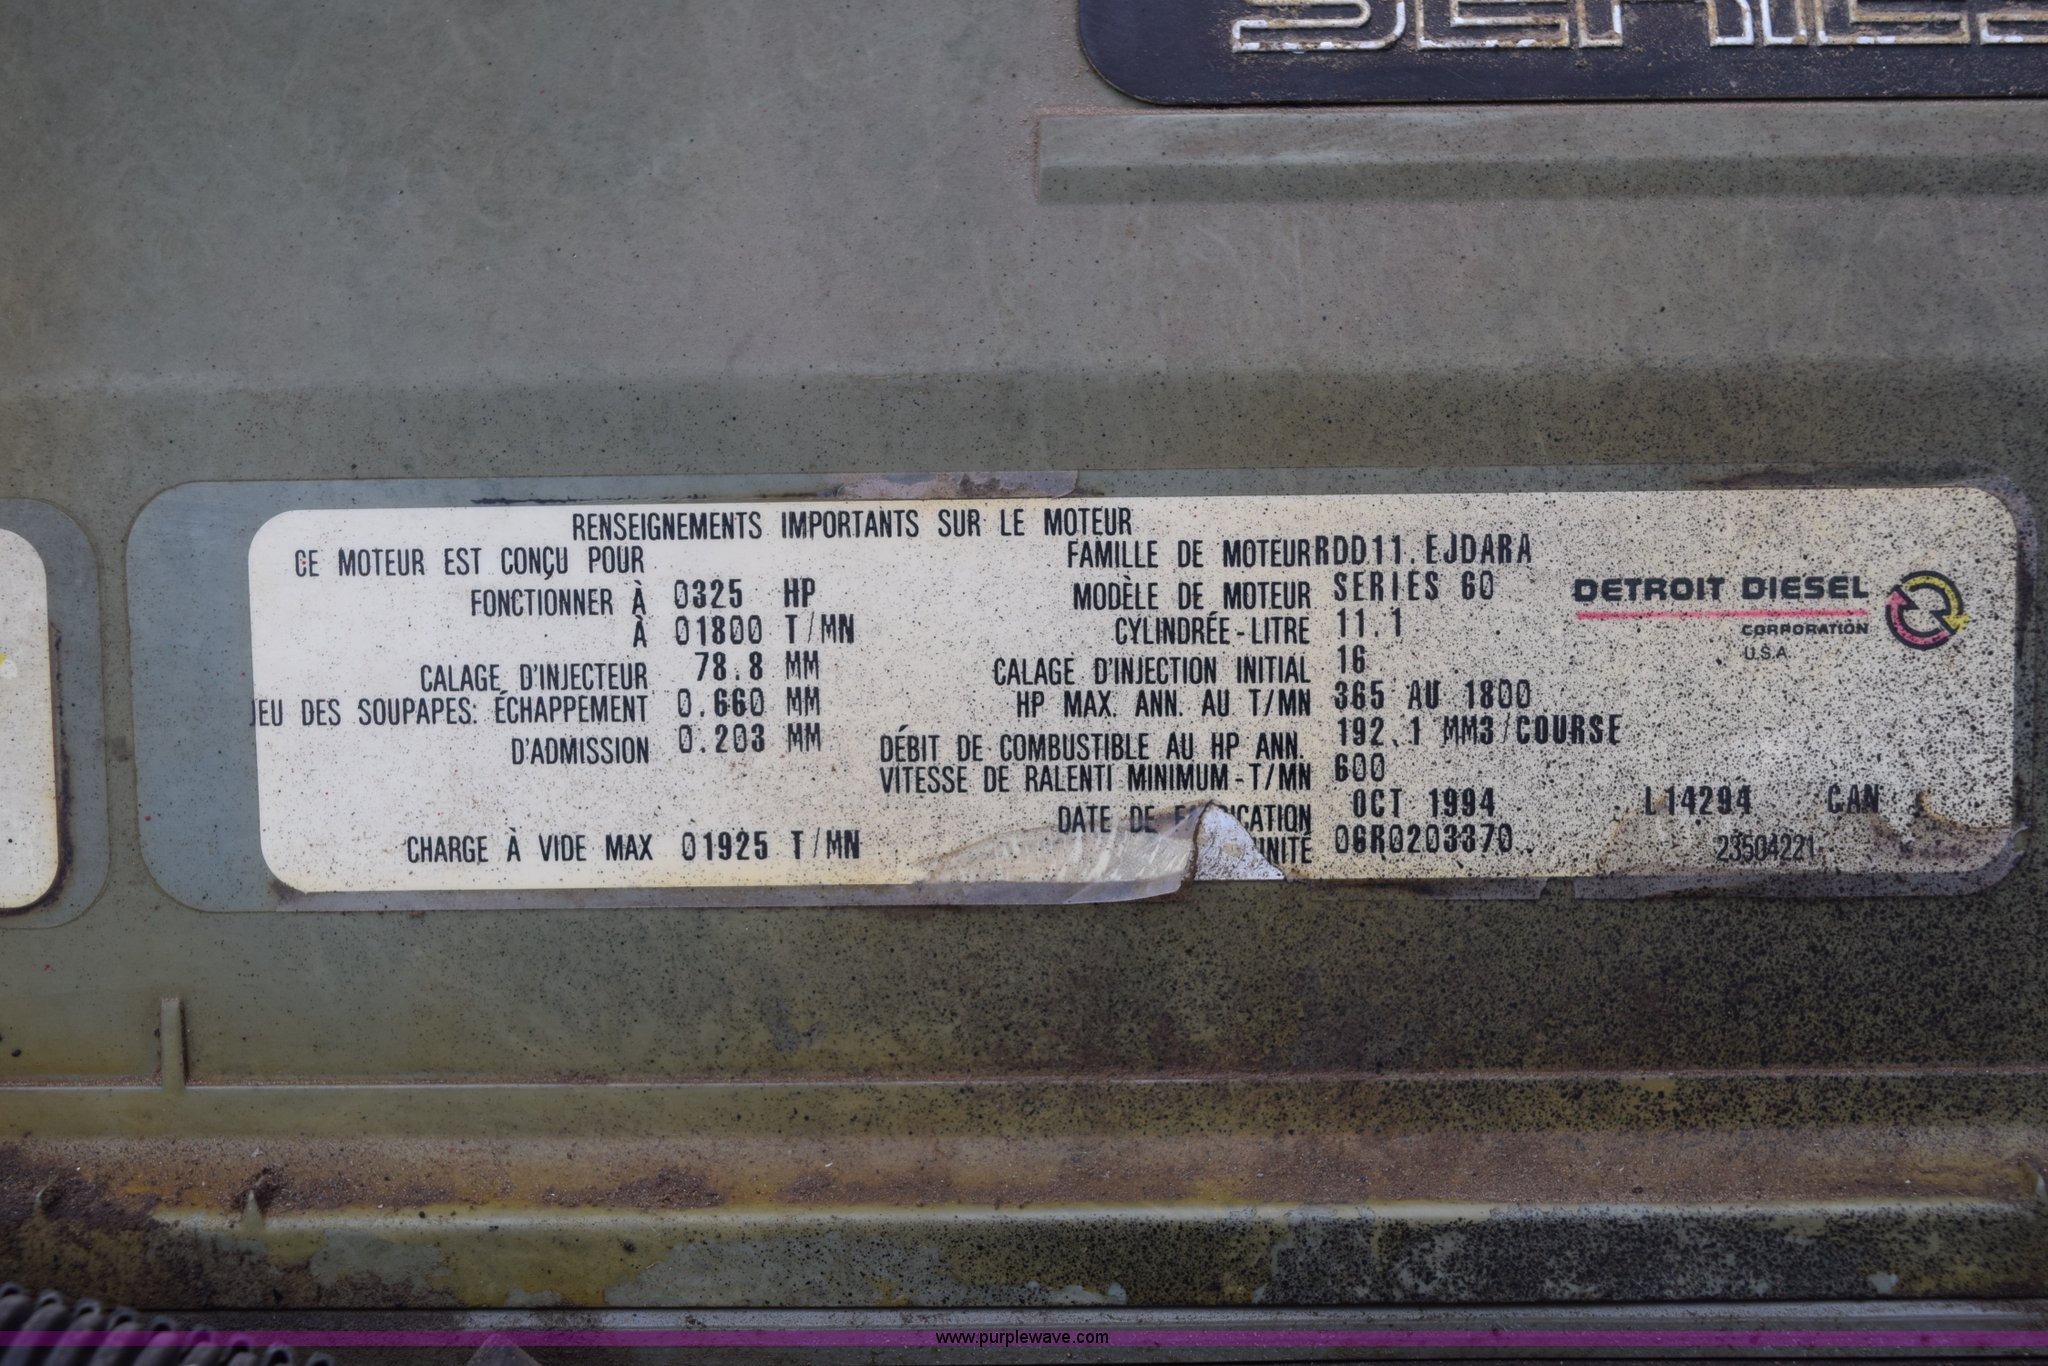 SERIES
RENSEIGNEMENTS IMPORTANTS SUR LE MOTEUR
CE MOTEUR EST CONÇU POUR
FONCTIONNER À 0325 HP
À 01800 T/MN
CALAGE D'INJECTEUR 78.8 MM
JEU DES SOUPAPES: ÉCHAPPEMENT 0.660 MM
D'ADMISSION 0.203 MM
CHARGE À VIDE MAX 01925 T/MN
FAMILLE DE MOTEUR RDD11.EJDARA
MODÈLE DE MOTEUR SERIES 60
CYLINDRÉE-LITRE 11.1
CALAGE D'INJECTION INITIAL 16
HP MAX. ANN. AU T/MN 365 AU 1800
DÉBIT DE COMBUSTIBLE AU HP ANN. 192.1 MM3/COURSE
VITESSE DE RALENTI MINIMUM-T/MN 600
DATE DE F ICATION OCT 1994
NITÉ 06R0203370
DETROIT DIESEL
CORPORATION
U.S.A.
L14294 CAN
23504221
www.purplewave.com